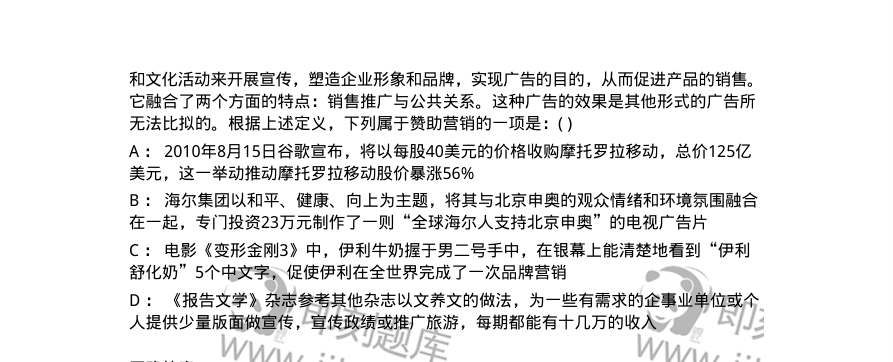 和文化活动来开展宣传，塑造企业形象和品牌，实现广告的目的，从而促进产品的销售。
它融合了两个方面的特点：销售推广与公共关系。这种广告的效果是其他形式的广告所
无法比拟的。根据上述定义，下列属于赞助营销的一项是：( )
A： 2010年8月15日谷歌宣布，将以每股40美元的价格收购摩托罗拉移动，总价125亿
美元，这一举动推动摩托罗拉移动股价暴涨56%
B： 海尔集团以和平、健康、向上为主题，将其与北京申奥的观众情绪和环境氛围融合
在一起，专门投资23万元制作了一则“全球海尔人支持北京申奥”的电视广告片
C： 电影《变形金刚3》中，伊利牛奶握于男二号手中，在银幕上能清楚地看到“伊利
舒化奶”5个中文字，促使伊利在全世界完成了一次品牌营销
D： 《报告文学》杂志参考其他杂志以文养文的做法，为一些有需求的企事业单位或个
人提供少量版面做宣传，宣传政绩或推广旅游，每期都能有十几万的收入
即刻题库
即刻